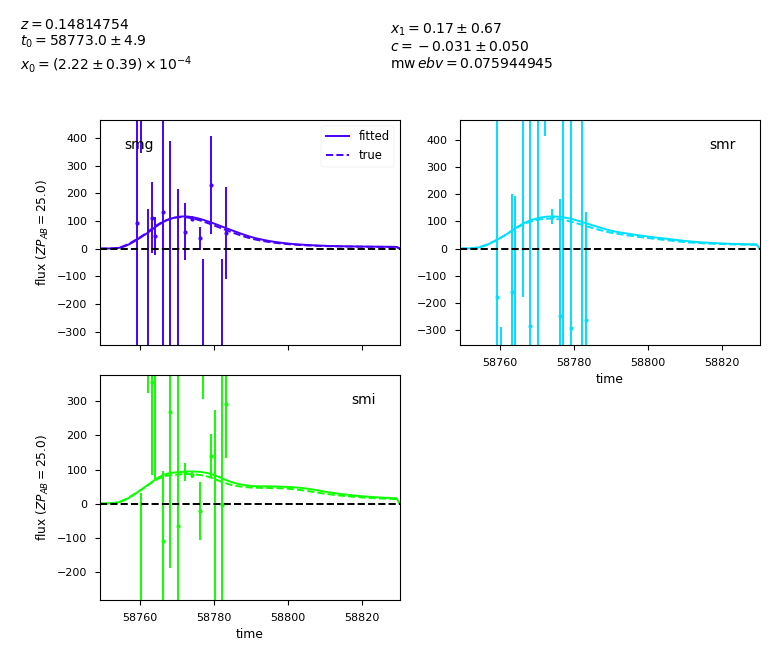 z = 0.14814754
t₀ = 58773.0 ± 4.9
x₀ = (2.22 ± 0.39) × 10⁻⁴
x₁ = 0.17 ± 0.67
c = −0.031 ± 0.050
mw ebv = 0.075944945
smg
fitted
true
400
300
200
100
0
−100
−200
−300
flux (ZP_AB = 25.0)
smr
400
300
200
100
0
−100
−200
−300
58760 58780 58800 58820
time
smi
300
200
100
0
−100
−200
flux (ZP_AB = 25.0)
58760 58780 58800 58820
time